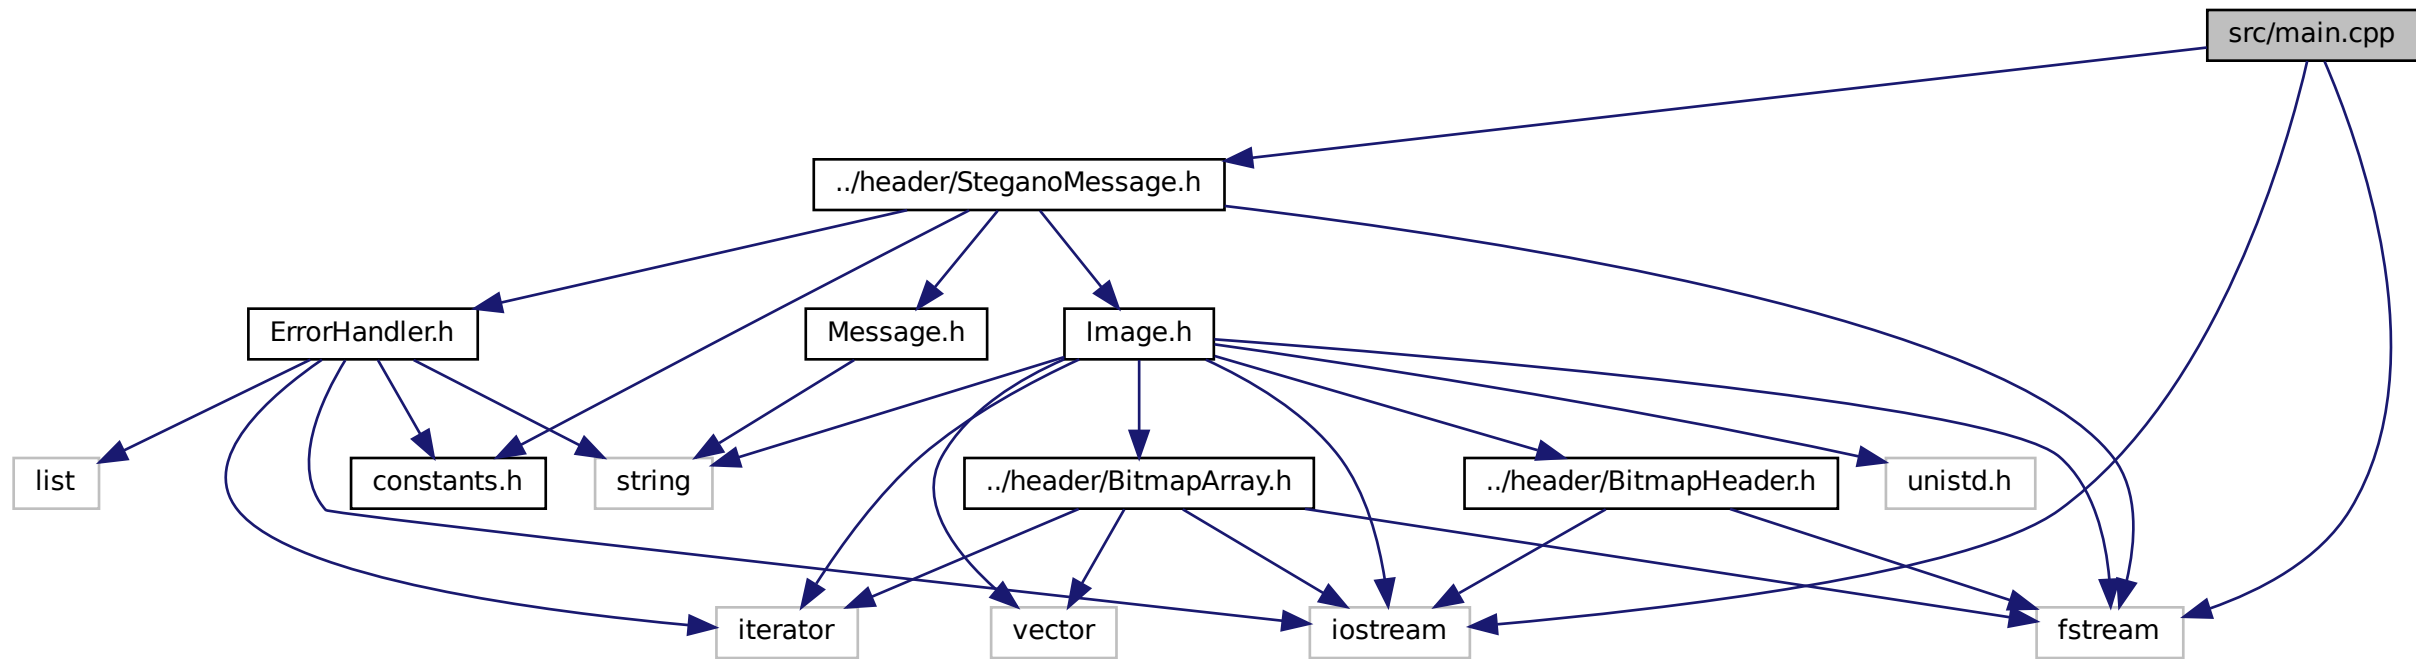 src/main.cpp
../header/SteganoMessage.h
ErrorHandler.h
Message.h
Image.h
list
constants.h
string
../header/BitmapArray.h
../header/BitmapHeader.h
unistd.h
iterator
vector
iostream
fstream